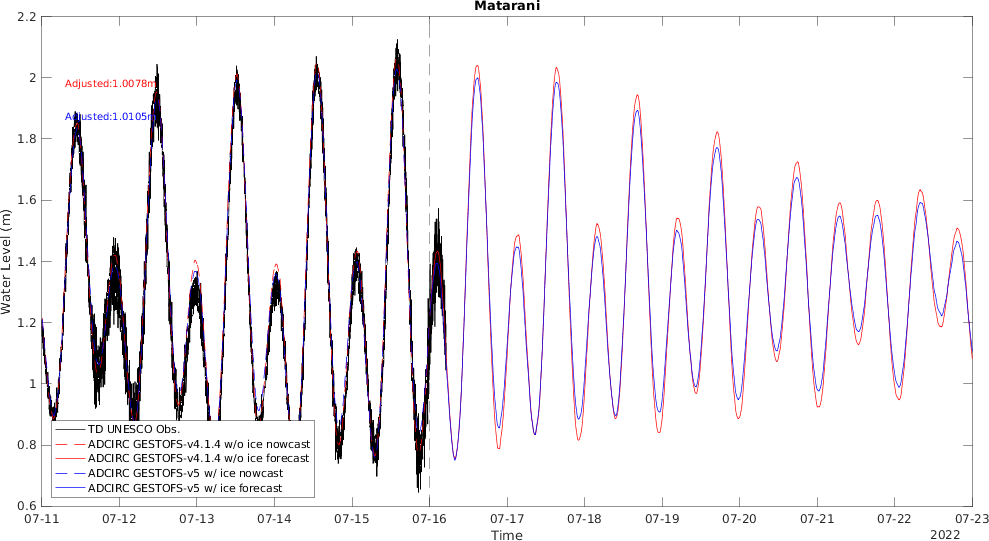 Matarani
2.2
2
1.8
1.6
1.4
1.2
1
0.8
0.6
Water Level (m)
Adjusted:1.0078m
Adjusted:1.0105m
TD UNESCO Obs.
ADCIRC GESTOFS-v4.1.4 w/o ice nowcast
ADCIRC GESTOFS-v4.1.4 w/o ice forecast
ADCIRC GESTOFS-v5 w/ ice nowcast
ADCIRC GESTOFS-v5 w/ ice forecast
07-11 07-12 07-13 07-14 07-15 07-16 07-17 07-18 07-19 07-20 07-21 07-22 07-23
Time
2022